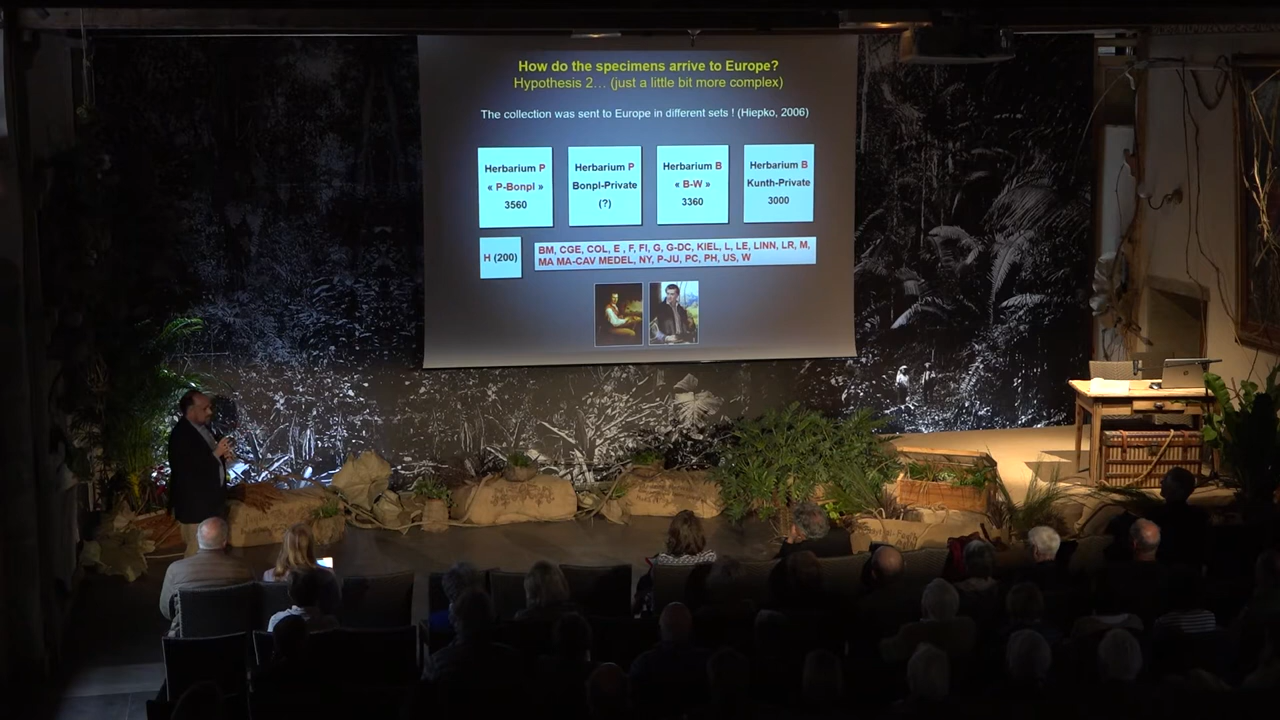 How do the specimens arrive to Europe?
Hypothesis 2… (just a little bit more complex)
The collection was sent to Europe in different sets ! (Hiepko, 2006)
Herbarium P
« P-Bonpl »
3560
Herbarium P
Bonpl-Private
(?)
Herbarium B
« B-W »
3360
Herbarium B
Kunth-Private
3000
H (200)
BM, CGE, COL, E , F, FI, G, G-DC, KIEL, L, LE, LINN, LR, M,
MA MA-CAV MEDEL, NY, P-JU, PC, PH, US, W